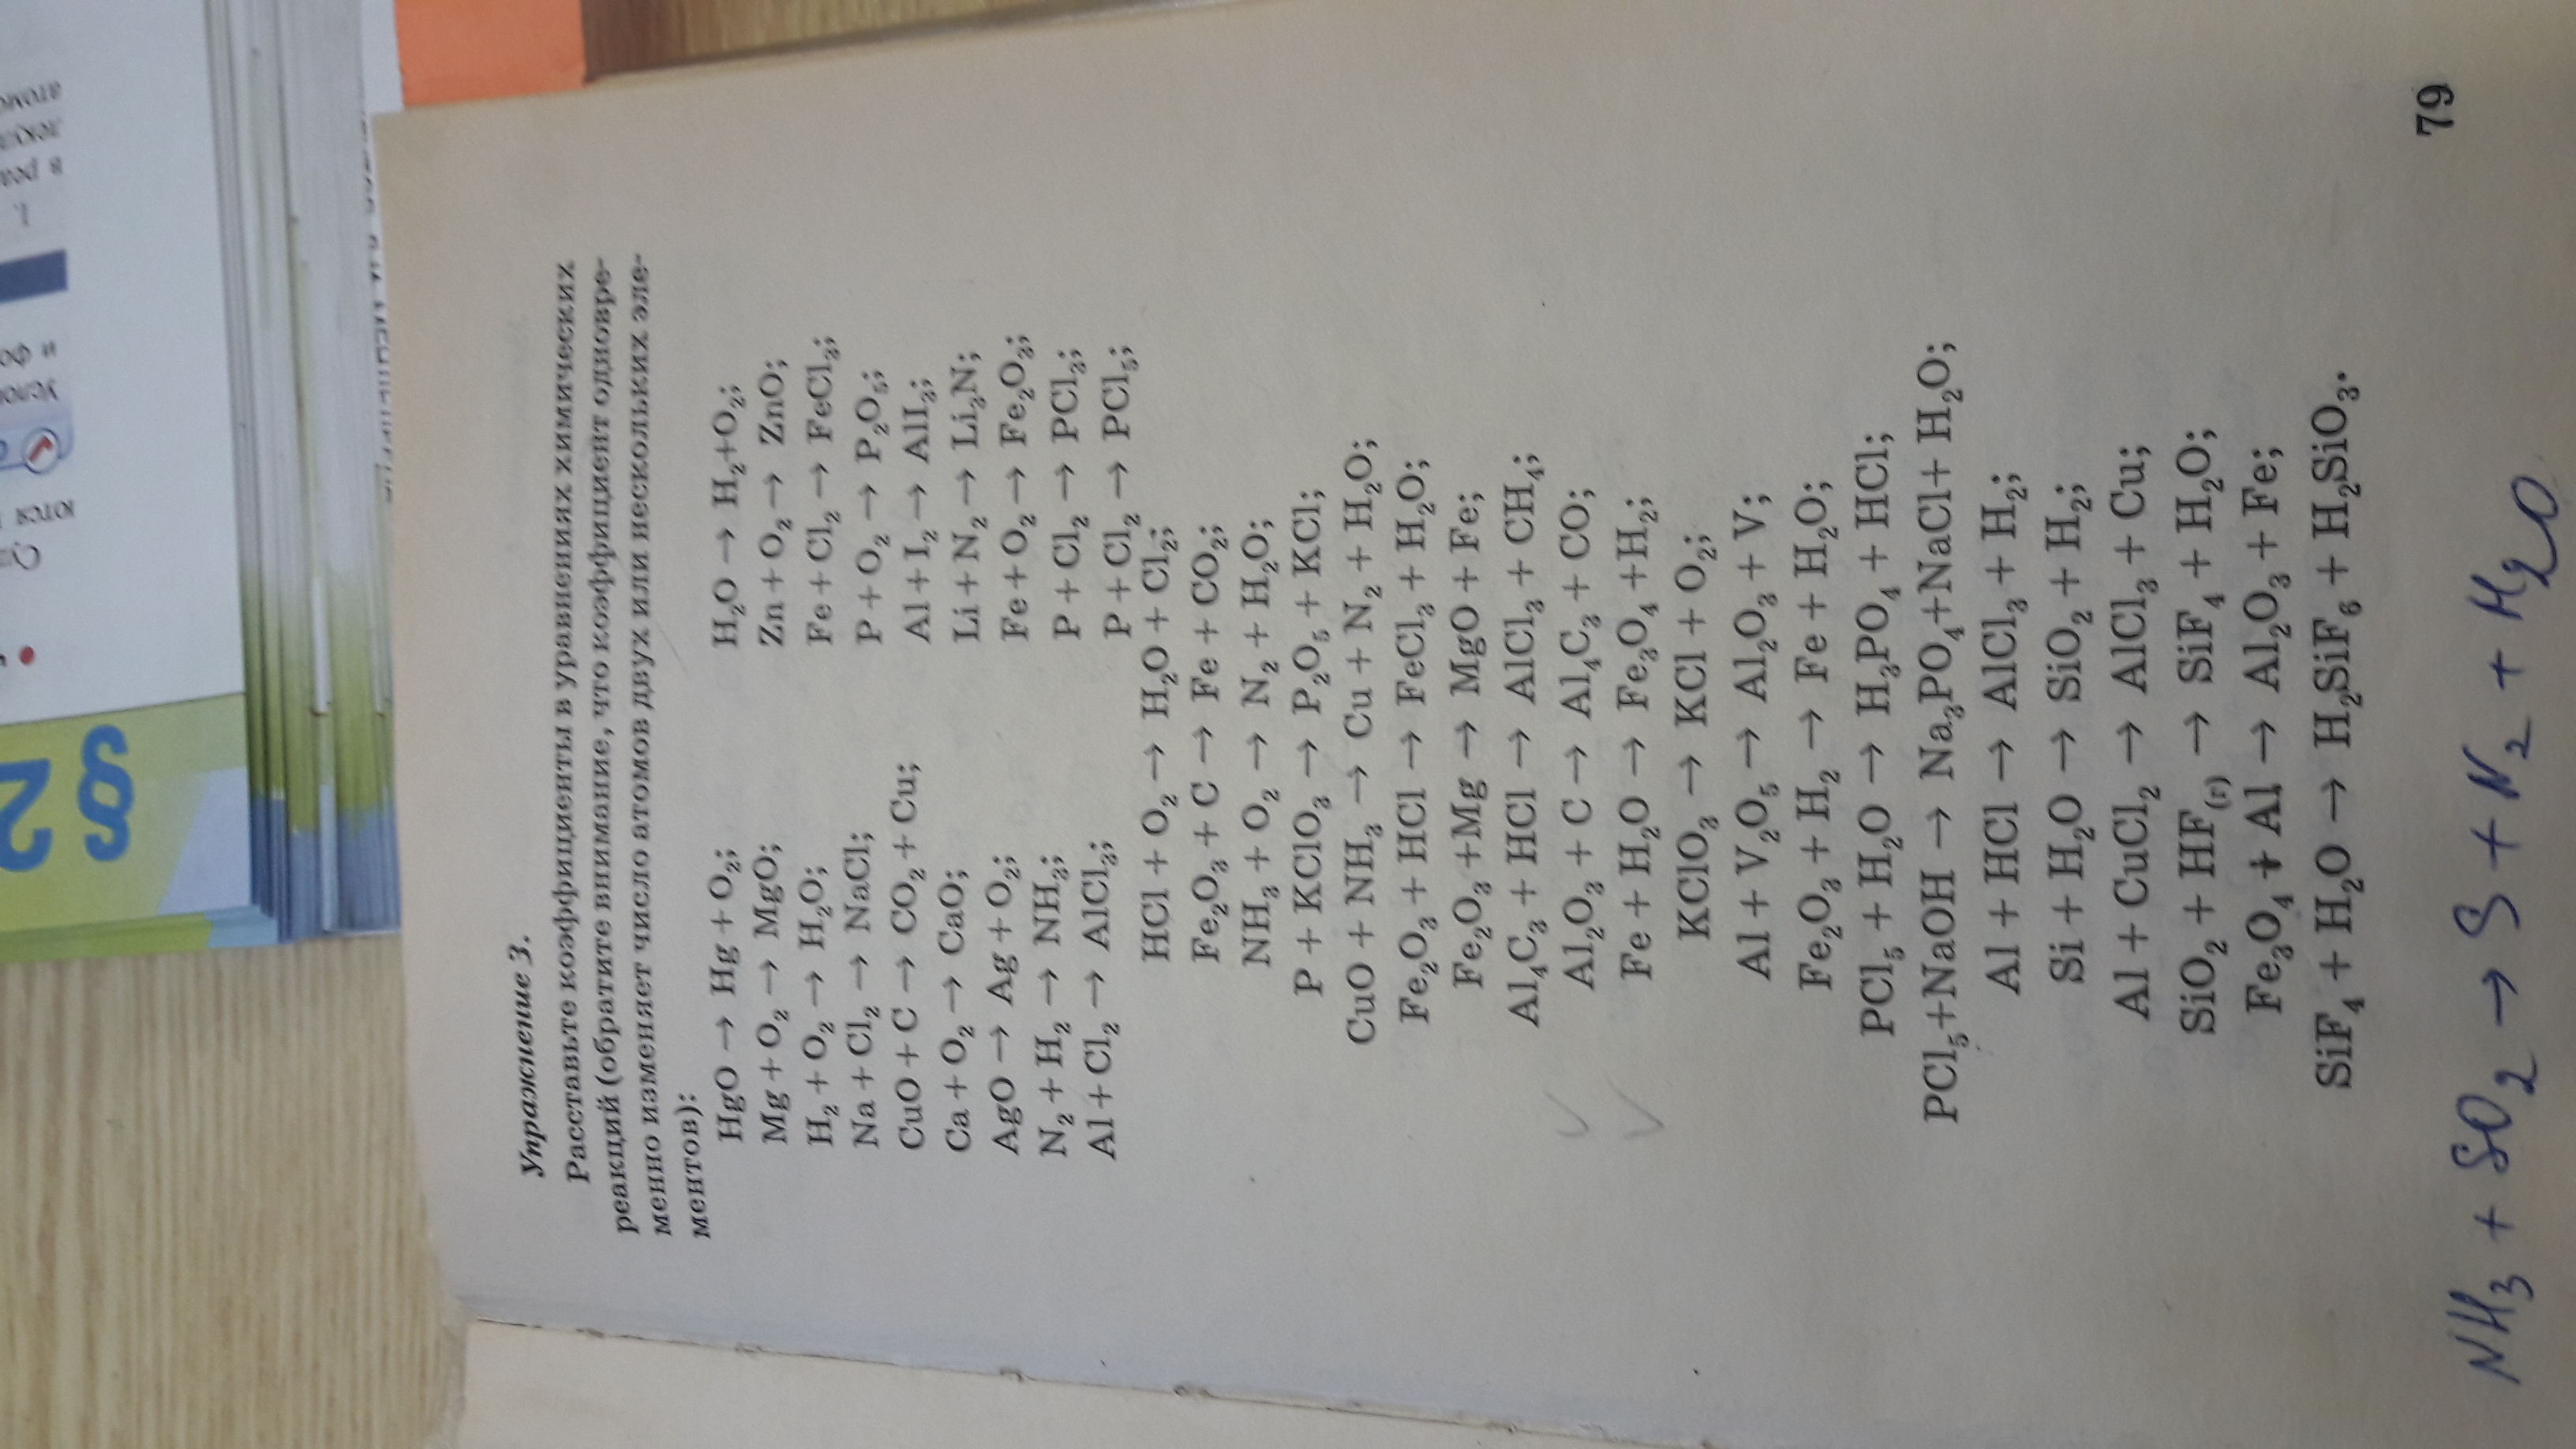 §2
Упражнение 3.
Расставьте коэффициенты в уравнениях химических
реакций (обратите внимание, что коэффициент одновре-
менно изменяет число атомов двух или нескольких эле-
ментов):
HgO → Hg + O₂; H₂O → H₂+O₂;
Mg + O₂ → MgO; Zn + O₂ → ZnO;
H₂ + O₂ → H₂O; Fe + Cl₂ → FeCl₃;
Na + Cl₂ → NaCl; P + O₂ → P₂O₅;
CuO + C → CO₂ + Cu; Al + I₂ → AlI₃;
Ca + O₂ → CaO; Li + N₂ → Li₃N;
AgO → Ag + O₂; Fe + O₂ → Fe₂O₃;
N₂ + H₂ → NH₃; P + Cl₂ → PCl₃;
Al + Cl₂ → AlCl₃; P + Cl₂ → PCl₅;
HCl + O₂ → H₂O + Cl₂;
Fe₂O₃ + C → Fe + CO₂;
NH₃ + O₂ → N₂ + H₂O;
P + KClO₃ → P₂O₅ + KCl;
CuO + NH₃ → Cu + N₂ + H₂O;
Fe₂O₃ + HCl → FeCl₃ + H₂O;
Fe₂O₃ +Mg → MgO + Fe;
Al₄C₃ + HCl → AlCl₃ + CH₄;
Al₂O₃ + C → Al₄C₃ + CO;
Fe + H₂O → Fe₃O₄ +H₂;
KClO₃ → KCl + O₂;
Al + V₂O₅ → Al₂O₃ + V;
Fe₂O₃ + H₂ → Fe + H₂O;
PCl₅ + H₂O → H₃PO₄ + HCl;
PCl₅+NaOH → Na₃PO₄+NaCl+ H₂O;
Al + HCl → AlCl₃ + H₂;
Si + H₂O → SiO₂ + H₂;
Al + CuCl₂ → AlCl₃ + Cu;
SiO₂ + HF₍г₎ → SiF₄ + H₂O;
Fe₃O₄ + Al → Al₂O₃ + Fe;
SiF₄ + H₂O → H₂SiF₆ + H₂SiO₃.
79
NH₃ + SO₂ → S + N₂ + H₂O